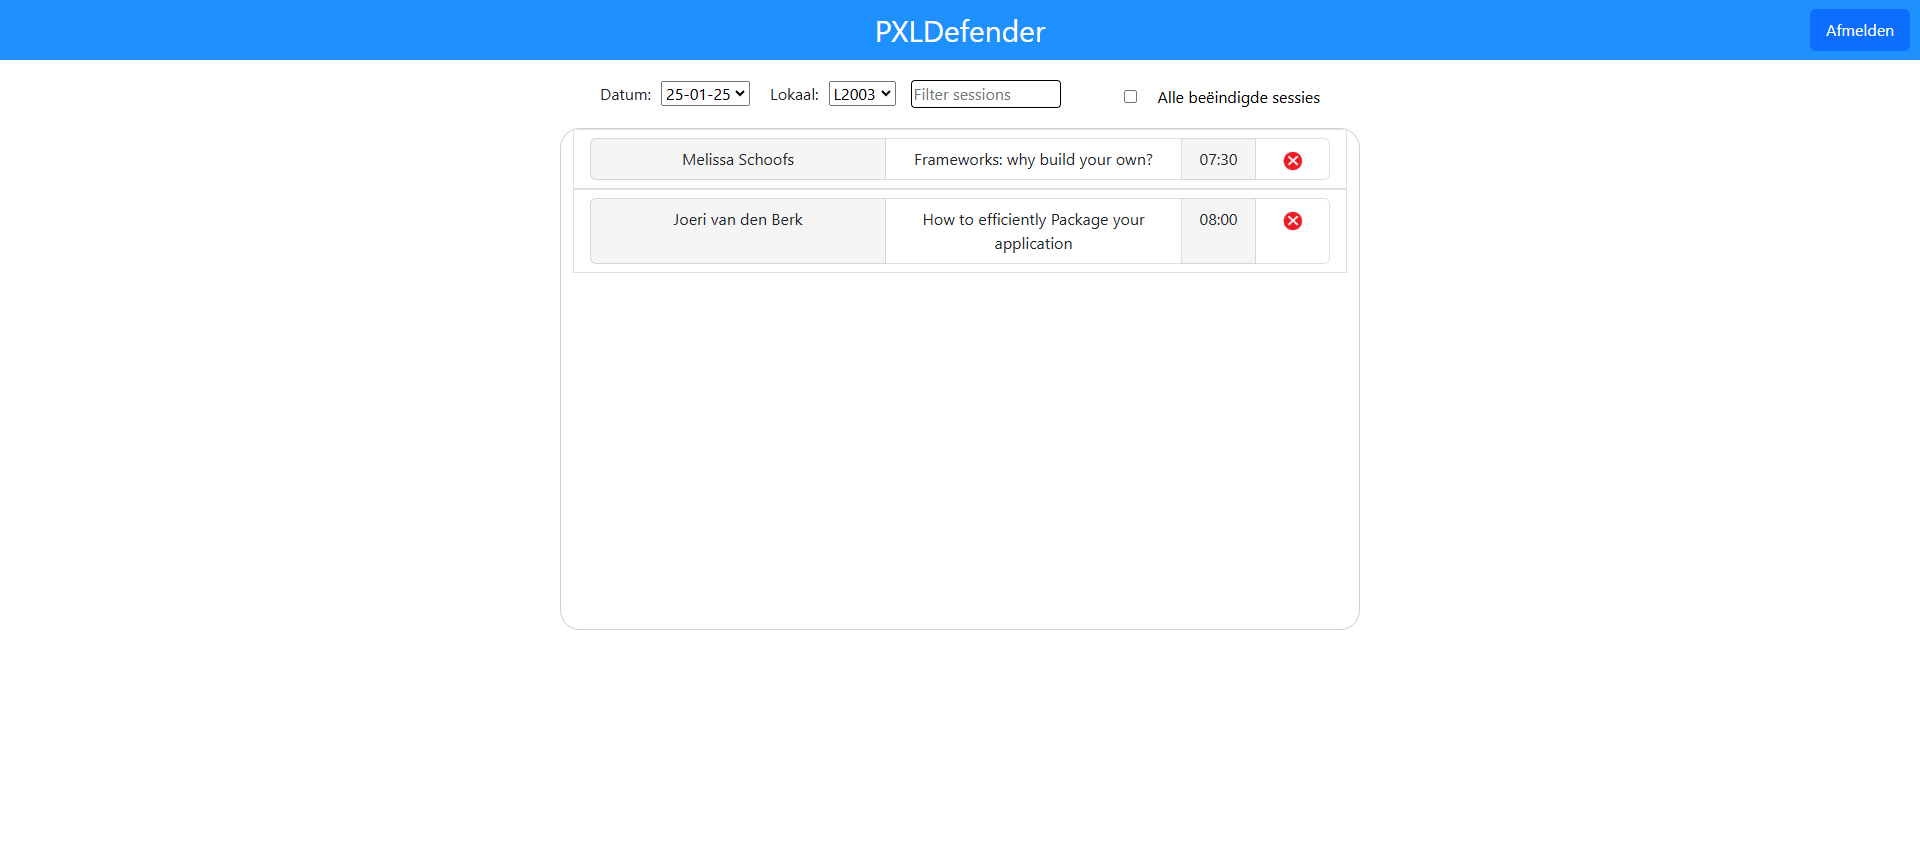 PXLDefender
Afmelden
Datum: 25-01-25 Lokaal: L2003 Filter sessions Alle beëindigde sessies
Melissa Schoofs Frameworks: why build your own? 07:30
Joeri van den Berk How to efficiently Package your 08:00
application